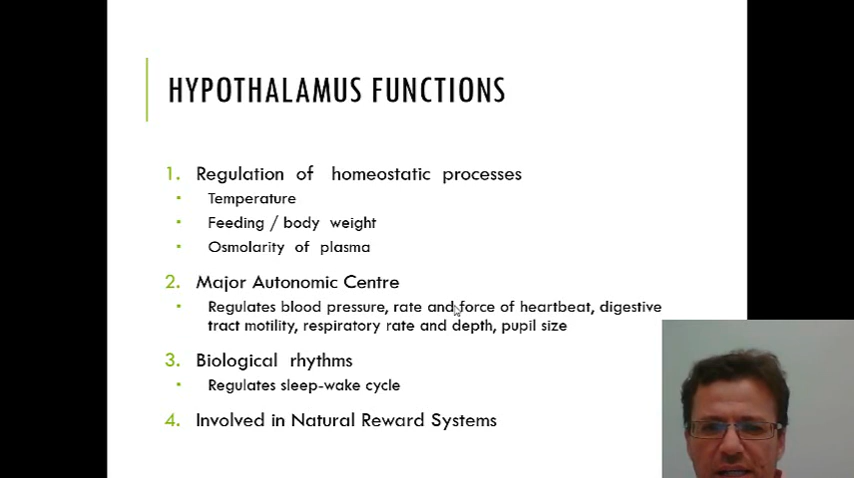 HYPOTHALAMUS FUNCTIONS
1. Regulation of homeostatic processes
▪ Temperature
▪ Feeding / body weight
▪ Osmolarity of plasma
2. Major Autonomic Centre
▪ Regulates blood pressure, rate and force of heartbeat, digestive
tract motility, respiratory rate and depth, pupil size
3. Biological rhythms
▪ Regulates sleep-wake cycle
4. Involved in Natural Reward Systems